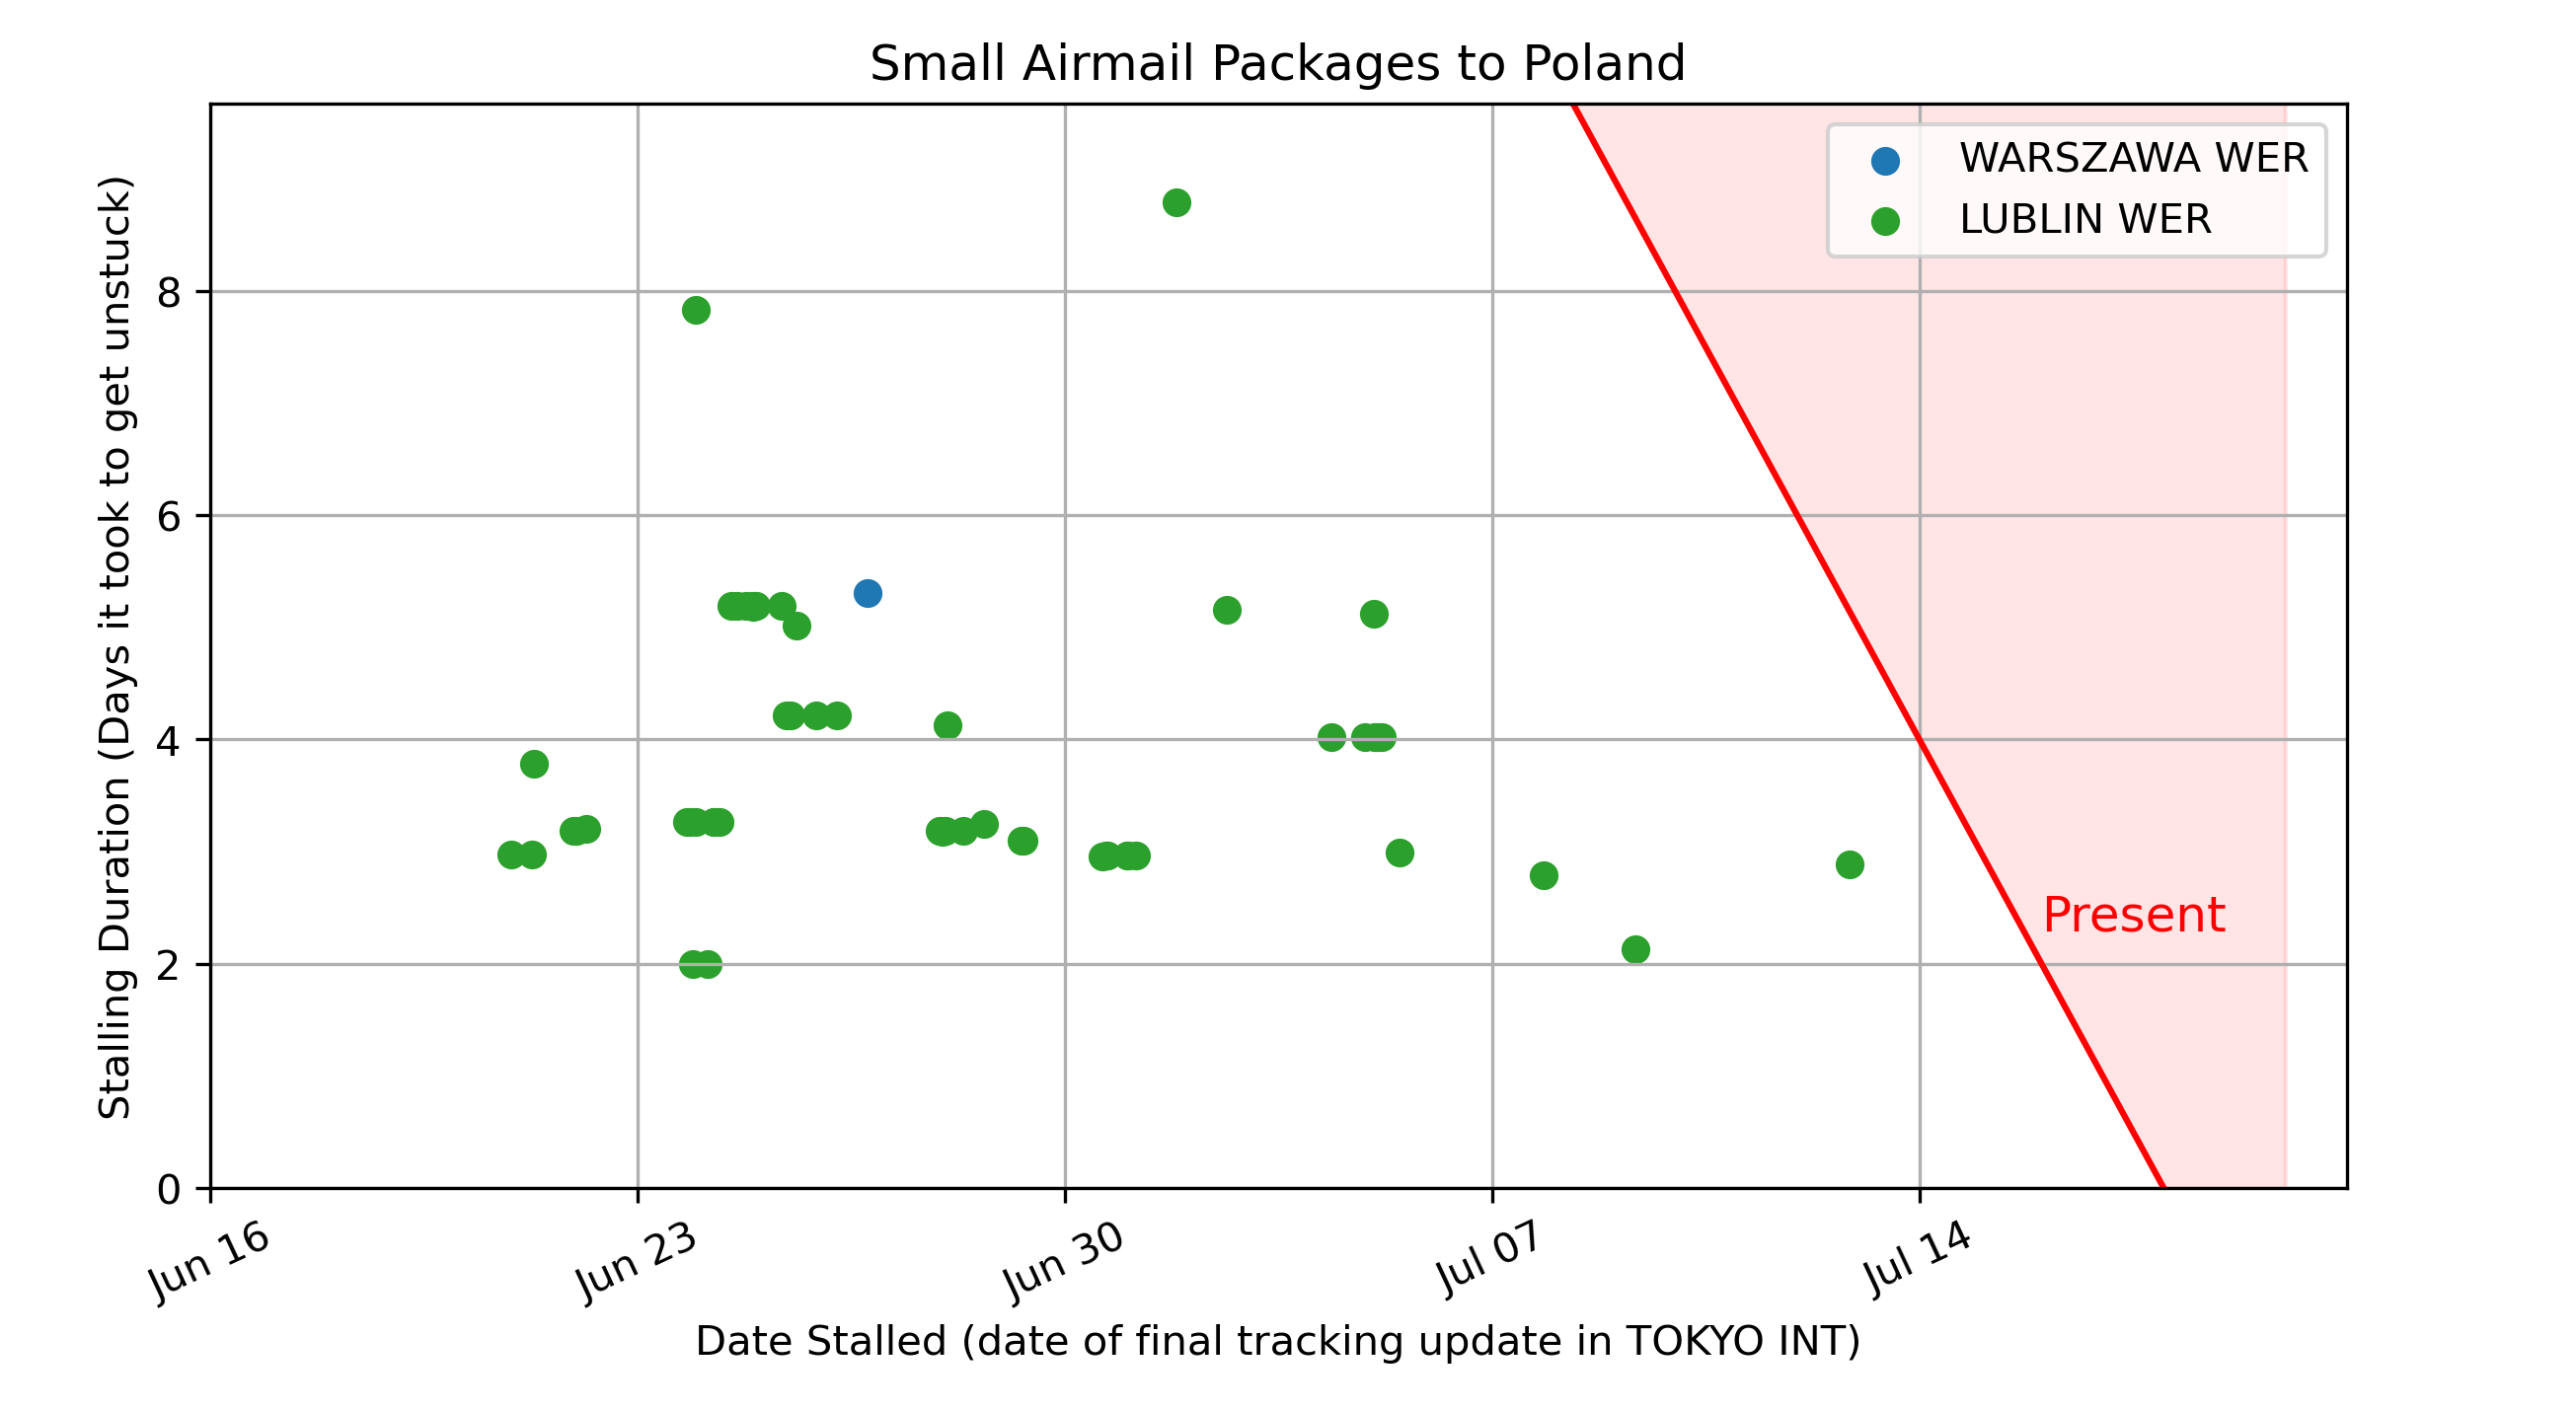 Small Airmail Packages to Poland
WARSZAWA WER
LUBLIN WER
Stalling Duration (Days it took to get unstuck)
8
6
4
2
0
Present
Jun 16
Jun 23
Jun 30
Jul 07
Jul 14
Date Stalled (date of final tracking update in TOKYO INT)